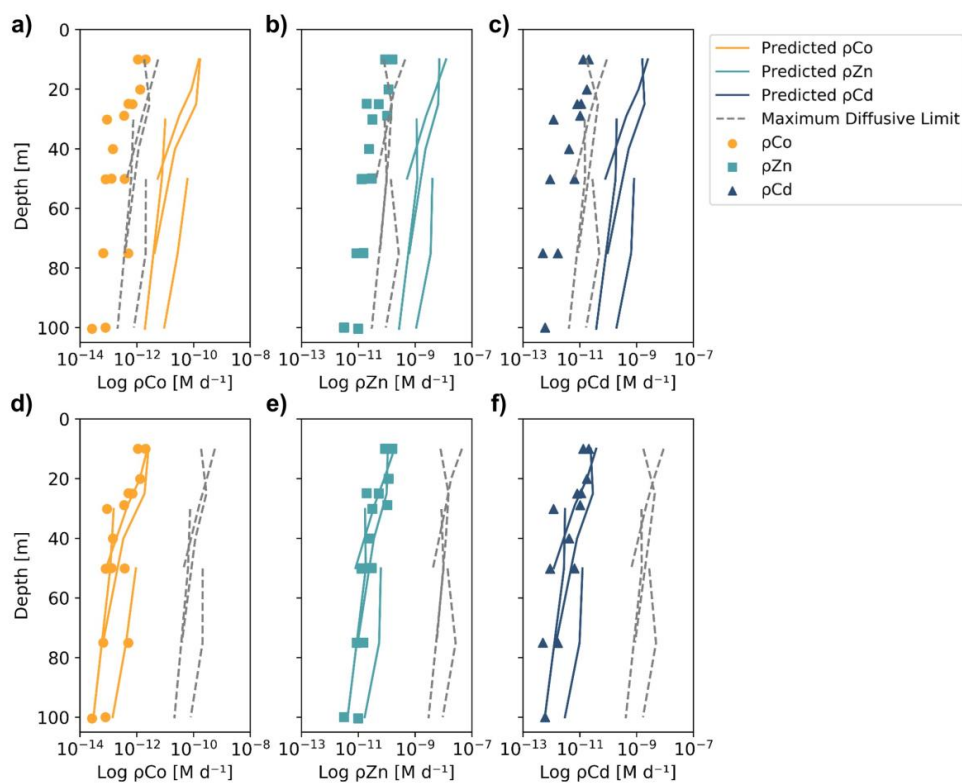 a)
b)
c)
Depth [m]
0
20
40
60
80
100
10⁻¹⁴ 10⁻¹² 10⁻¹⁰ 10⁻⁸
Log ρCo [M d⁻¹]
10⁻¹³ 10⁻¹¹ 10⁻⁹ 10⁻⁷
Log ρZn [M d⁻¹]
10⁻¹³ 10⁻¹¹ 10⁻⁹ 10⁻⁷
Log ρCd [M d⁻¹]
Predicted ρCo
Predicted ρZn
Predicted ρCd
Maximum Diffusive Limit
ρCo
ρZn
ρCd
d)
e)
f)
Depth [m]
0
20
40
60
80
100
10⁻¹⁴ 10⁻¹² 10⁻¹⁰ 10⁻⁸
Log ρCo [M d⁻¹]
10⁻¹³ 10⁻¹¹ 10⁻⁹ 10⁻⁷
Log ρZn [M d⁻¹]
10⁻¹³ 10⁻¹¹ 10⁻⁹ 10⁻⁷
Log ρCd [M d⁻¹]